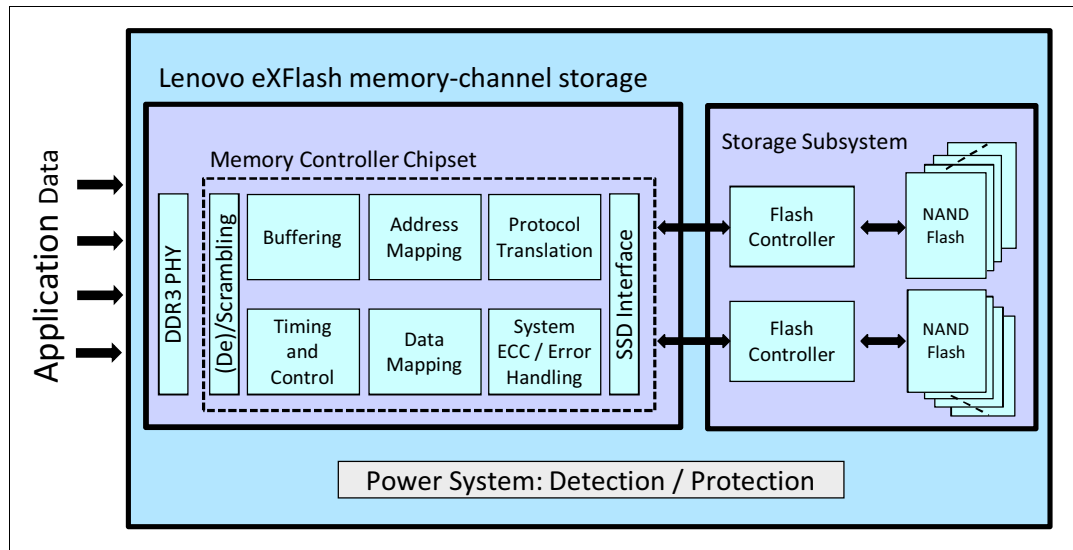 Lenovo eXFlash memory-channel storage
Application Data
Memory Controller Chipset
DDR3 PHY
(De)/Scrambling
Buffering
Address
Mapping
Protocol
Translation
Timing
and
Control
Data
Mapping
System
ECC / Error
Handling
SSD Interface
Storage Subsystem
Flash
Controller
NAND
Flash
Flash
Controller
NAND
Flash
Power System: Detection / Protection